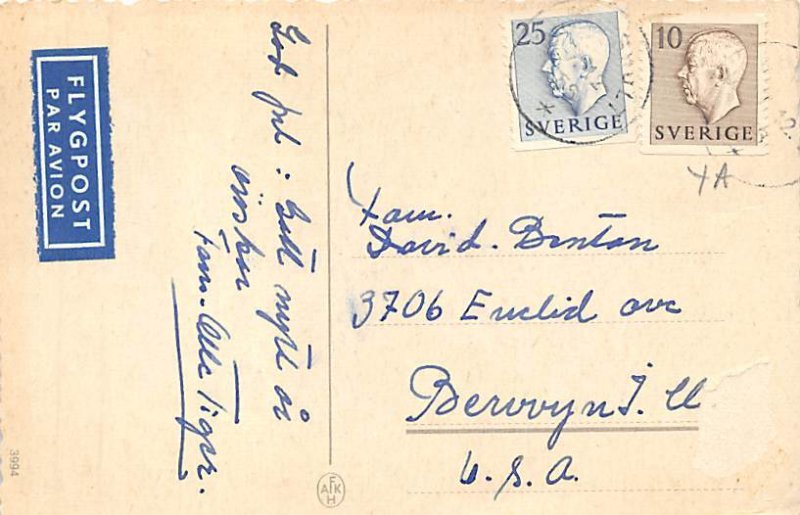 FLYGPOST
PAR AVION
God jul : Gott nytt år
önskar
Fam. Olle Tiger.
25
SVERIGE
10
SVERIGE
YA
Fam.
David. Benton
3706 Euclid ave
Berwyn Ill
U.S.A.
3994